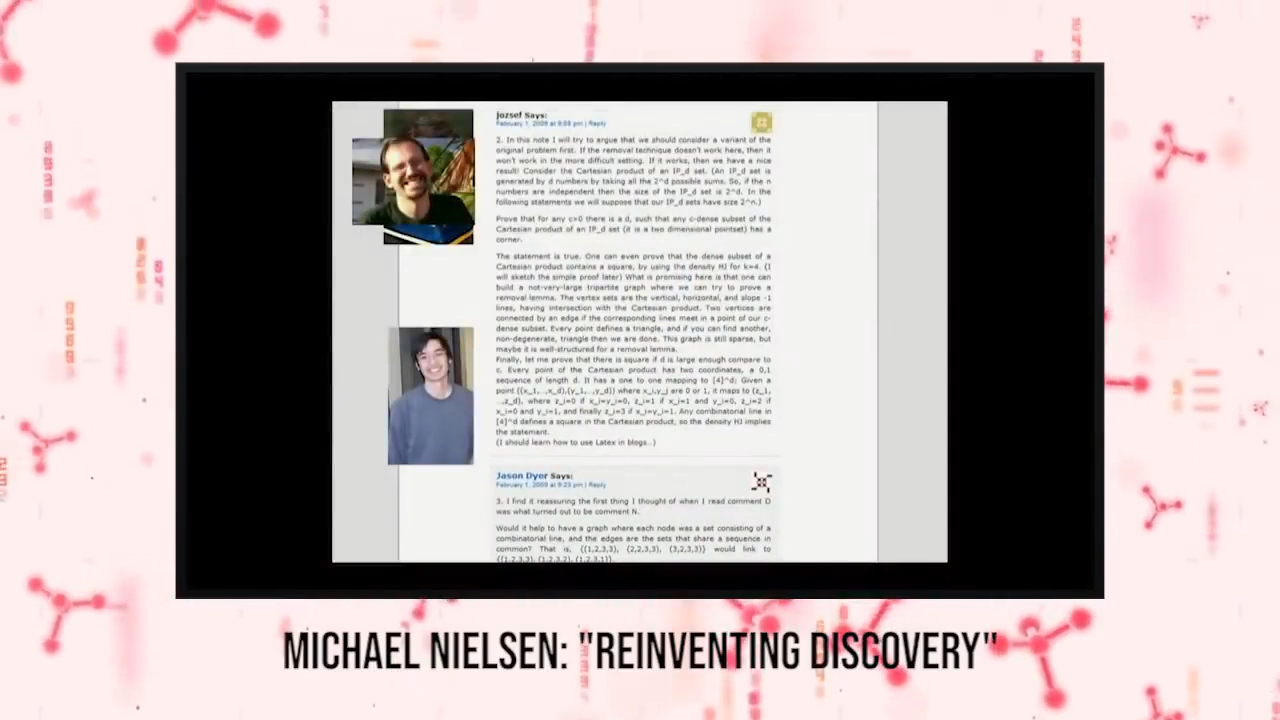 jozsef Says:
February 1, 2009 at 8:58 pm | Reply
2. In this note I will try to argue that we should consider a variant of the
original problem first. If the removal technique doesn't work here, then it
won't work in the more difficult setting. If it works, then we have a nice
result! Consider the Cartesian product of an IP_d set. (An IP_d set is
generated by d numbers by taking all the 2^d possible sums. So, if the n
numbers are independent then the size of the IP_d set is 2^d. In the
following statements we will suppose that our IP_d sets have size 2^n.)
Prove that for any c>0 there is a d, such that any c-dense subset of the
Cartesian product of an IP_d set (it is a two dimensional pointset) has a
corner.
The statement is true. One can even prove that the dense subset of a
Cartesian product contains a square, by using the density HJ for k=4. (I
will sketch the simple proof later) What is promising here is that one can
build a not-very-large tripartite graph where we can try to prove a
removal lemma. The vertex sets are the vertical, horizontal, and slope -1
lines, having intersection with the Cartesian product. Two vertices are
connected by an edge if the corresponding lines meet in a point of our c-
dense subset. Every point defines a triangle, and if you can find another,
non-degenerate, triangle then we are done. This graph is still sparse, but
maybe it is well-structured for a removal lemma.
Finally, let me prove that there is square if d is large enough compare to
c. Every point of the Cartesian product has two coordinates, a 0,1
sequence of length d. It has a one to one mapping to [4]^d; Given a
point ((x_1,..,x_d),(y_1,..,y_d)) where x_i,y_j are 0 or 1, it maps to (z_1,
..,z_d), where z_i=0 if x_i=y_i=0, z_i=1 if x_i=1 and y_i=0, z_i=2 if
x_i=0 and y_i=1, and finally z_i=3 if x_i=y_i=1. Any combinatorial line in
[4]^d defines a square in the Cartesian product, so the density HJ implies
the statement.
(I should learn how to use Latex in blogs..)
Jason Dyer Says:
February 1, 2009 at 9:23 pm | Reply
3. I find it reassuring the first thing I thought of when I read comment D
was what turned out to be comment N.
Would it help to have a graph where each node was a set consisting of a
combinatorial line, and the edges are the sets that share a sequence in
common? That is, {(1,2,3,3), (2,2,3,3), (3,2,3,3)} would link to
{(1,2,3,3), (1,2,3,2), (1,2,3,1)}.
MICHAEL NIELSEN: "REINVENTING DISCOVERY"